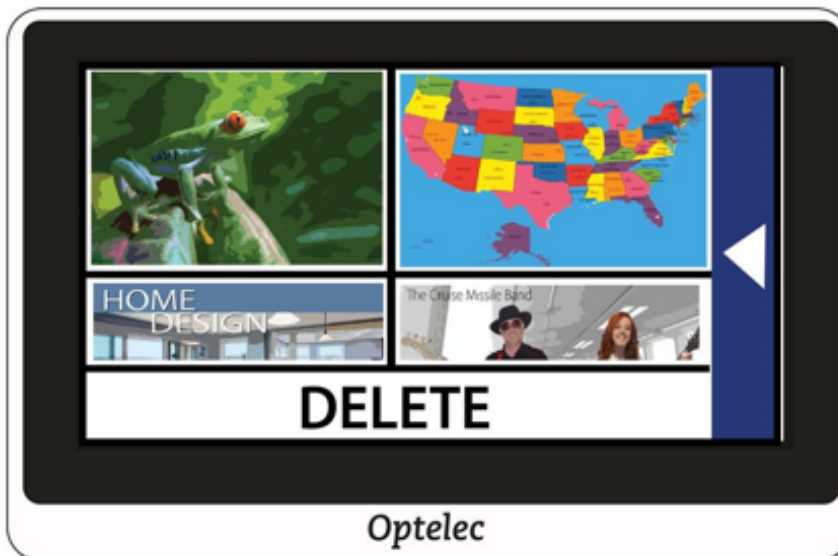 HOME
DESIGN
The Cruise Missile Band
DELETE
Optelec